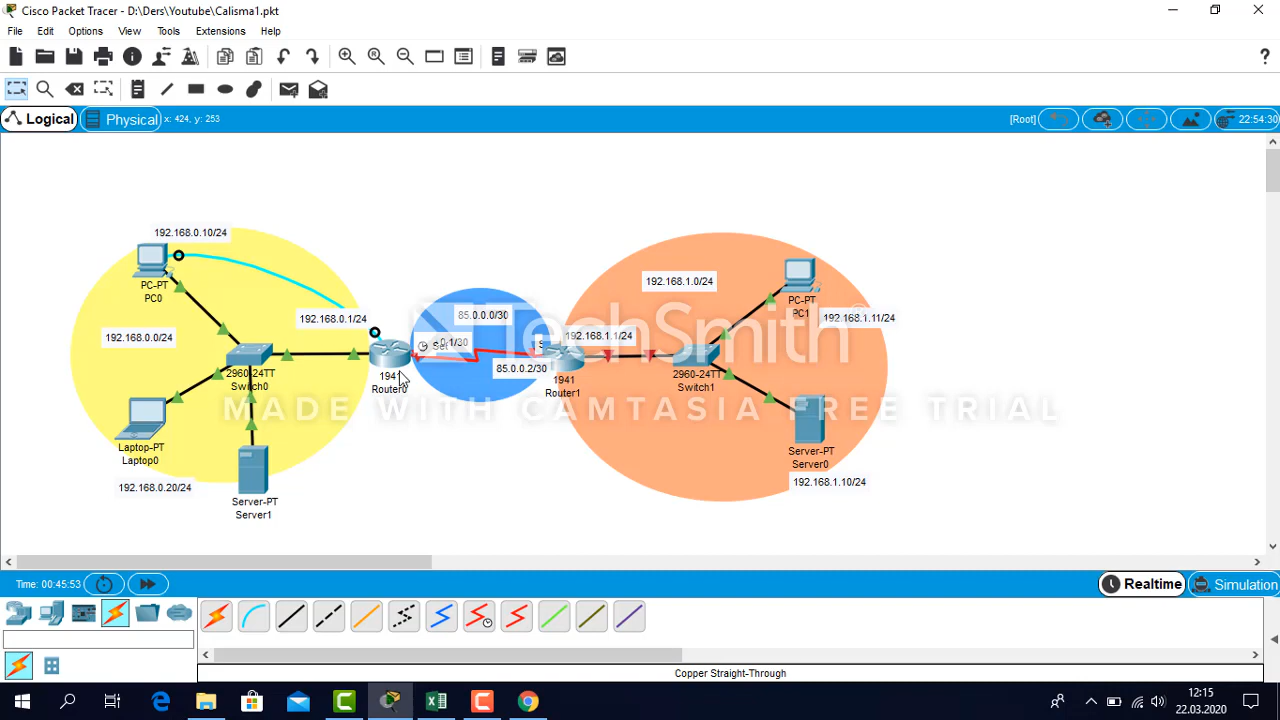 Cisco Packet Tracer - D:\Ders\Youtube\Calisma1.pkt
File Edit Options View Tools Extensions Help
?
Logical Physical x: 424, y: 253 [Root] 22:54:30
192.168.0.10/24
PC-PT
PC0
192.168.0.1/24
192.168.0.0/24
2960-24TT
Switch0
Laptop-PT
Laptop0
192.168.0.20/24
Server-PT
Server1
1941
Router0
85.0.0.0/30
0.1/30
85.0.0.2/30
192.168.1.1/24
1941
Router1
192.168.1.0/24
PC-PT
PC1
192.168.1.11/24
2960-24TT
Switch1
Server-PT
Server0
192.168.1.10/24
TechSmith
MADE WITH CAMTASIA FREE TRIAL
Time: 00:45:53 Realtime Simulation
Copper Straight-Through
12:15
22.03.2020